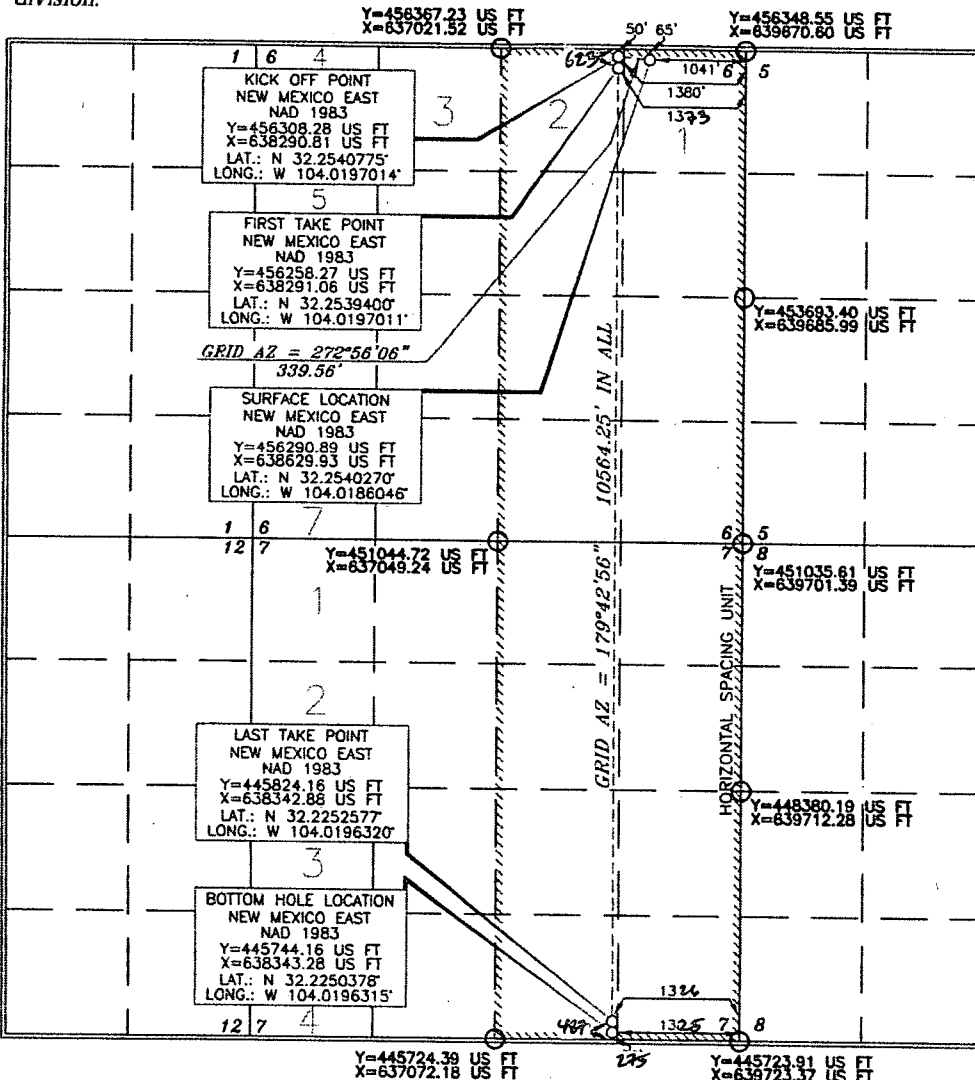 division.
Y=456367.23 US FT
X=637021.52 US FT
Y=456348.55 US FT
X=639670.60 US FT
50' 65'
1 6 4
623
1041' 6 5
1380'
1373
3 2 1
KICK OFF POINT
NEW MEXICO EAST
NAD 1983
Y=456308.28 US FT
X=638290.81 US FT
LAT.: N 32.2540775°
LONG.: W 104.0197014°
5
FIRST TAKE POINT
NEW MEXICO EAST
NAD 1983
Y=456258.27 US FT
X=638291.06 US FT
LAT.: N 32.2539400°
LONG.: W 104.0197011°
Y=453693.40 US FT
X=639685.99 US FT
GRID AZ = 272°56'06"
339.56'
SURFACE LOCATION
NEW MEXICO EAST
NAD 1983
Y=456290.89 US FT
X=638629.93 US FT
LAT.: N 32.2540270°
LONG.: W 104.0186046°
7
1 6
12 7
Y=451044.72 US FT
X=637049.24 US FT
6 5
7 8
Y=451035.61 US FT
X=639701.39 US FT
GRID AZ = 179°42'56" 10564.25' IN ALL
HORIZONTAL SPACING UNIT
1
2
LAST TAKE POINT
NEW MEXICO EAST
NAD 1983
Y=445824.16 US FT
X=638342.88 US FT
LAT.: N 32.2252577°
LONG.: W 104.0196320°
Y=448380.19 US FT
X=639712.28 US FT
3
BOTTOM HOLE LOCATION
NEW MEXICO EAST
NAD 1983
Y=445744.16 US FT
X=638343.28 US FT
LAT.: N 32.2250378°
LONG.: W 104.0196315°
1326
12 7 4
1325 7 8
275
Y=445724.39 US FT
X=637072.18 US FT
Y=445723.91 US FT
X=639723.37 US FT